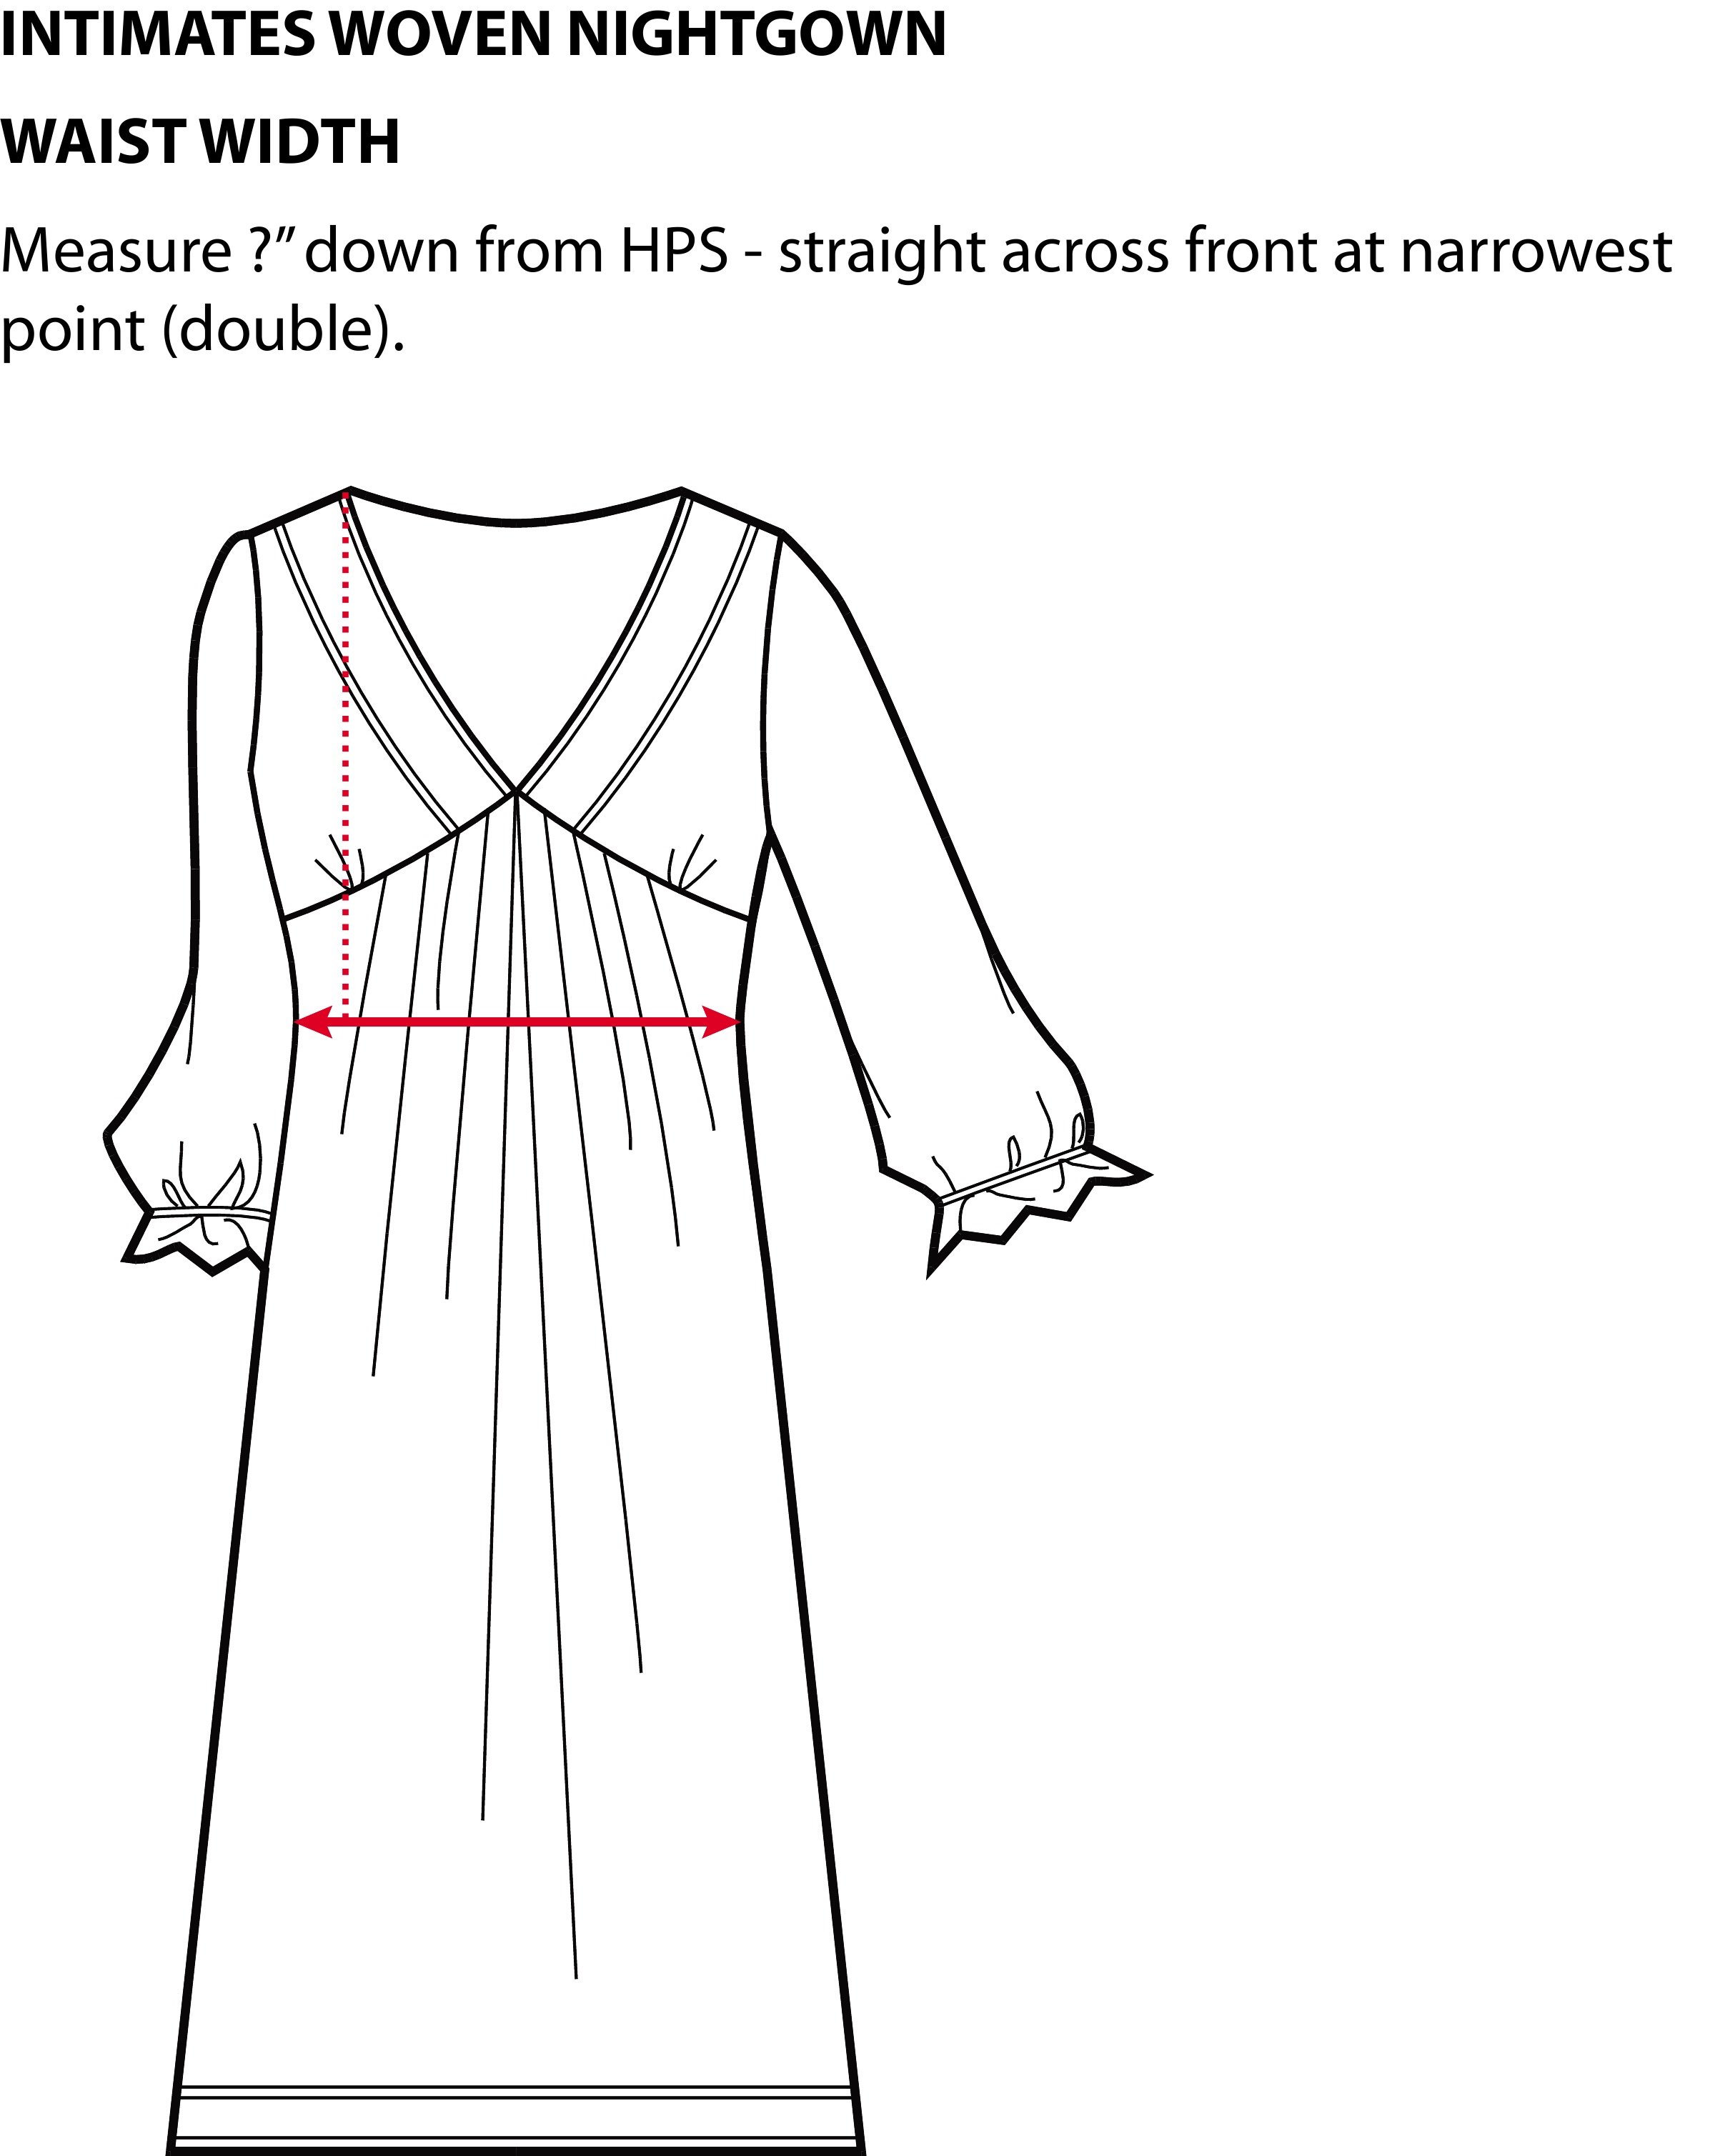 INTIMATES WOVEN NIGHTGOWN
WAIST WIDTH
Measure ?” down from HPS - straight across front at narrowest
point (double).